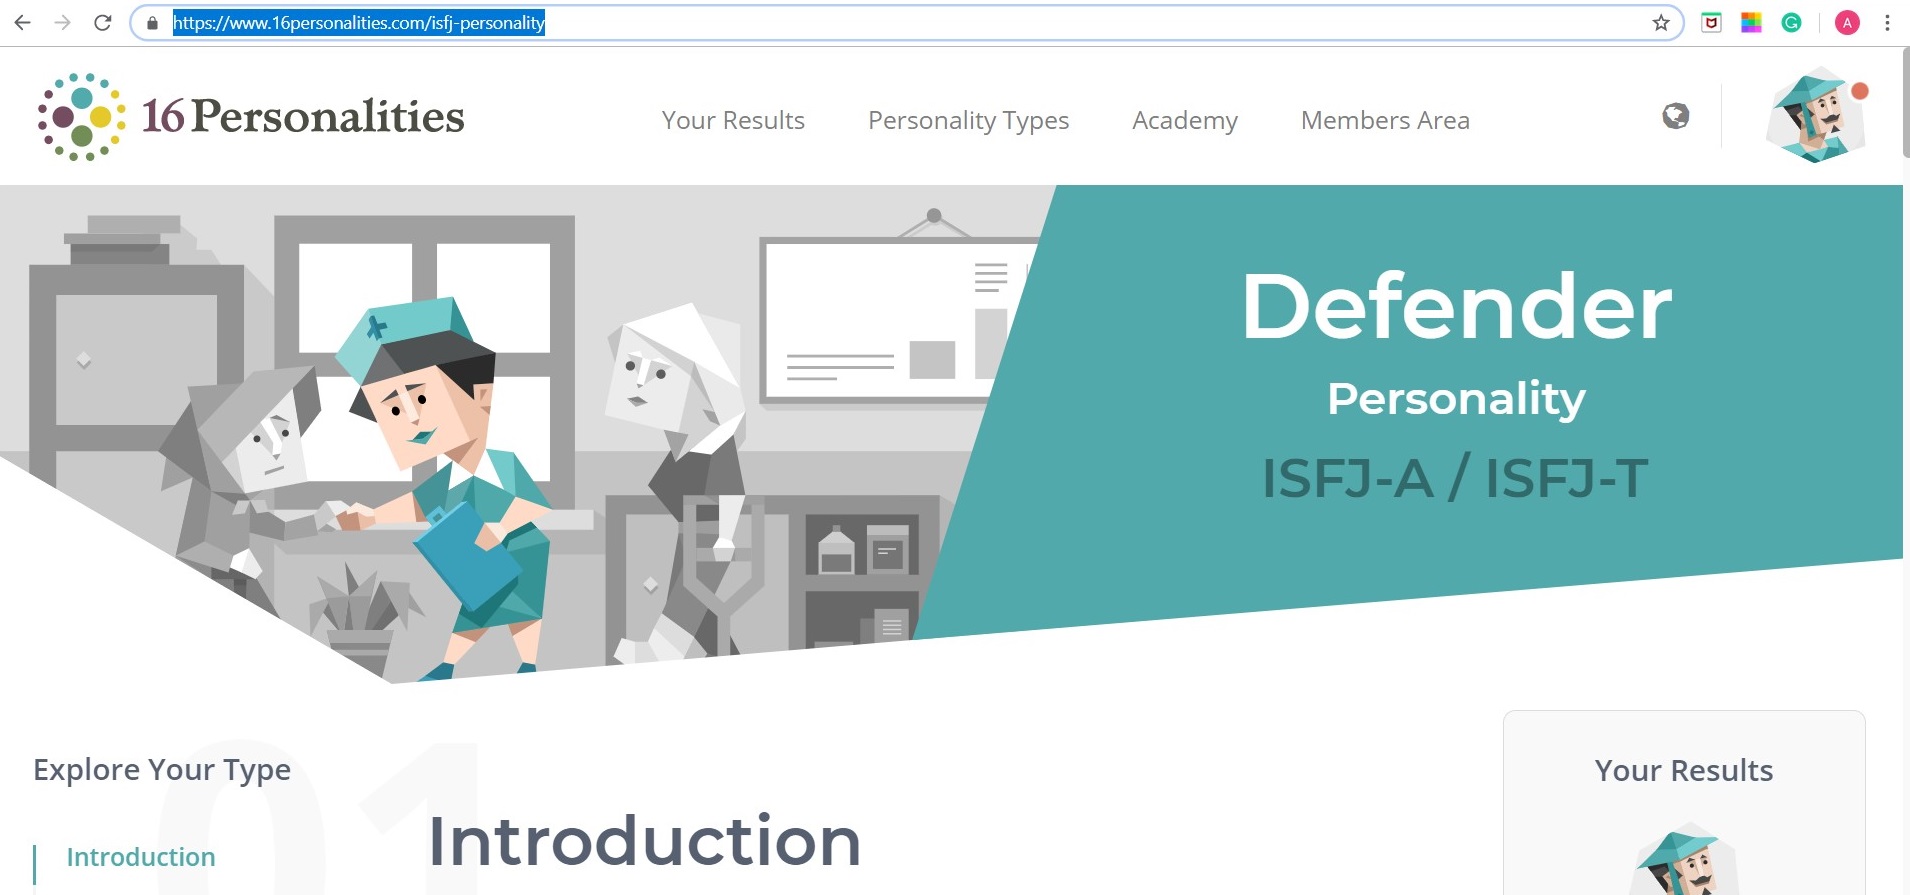 https://www.16personalities.com/isfj-personality
A
16Personalities
Your Results
Personality Types
Academy
Members Area
Defender
Personality
ISFJ-A / ISFJ-T
01
Explore Your Type
Introduction
Introduction
Your Results